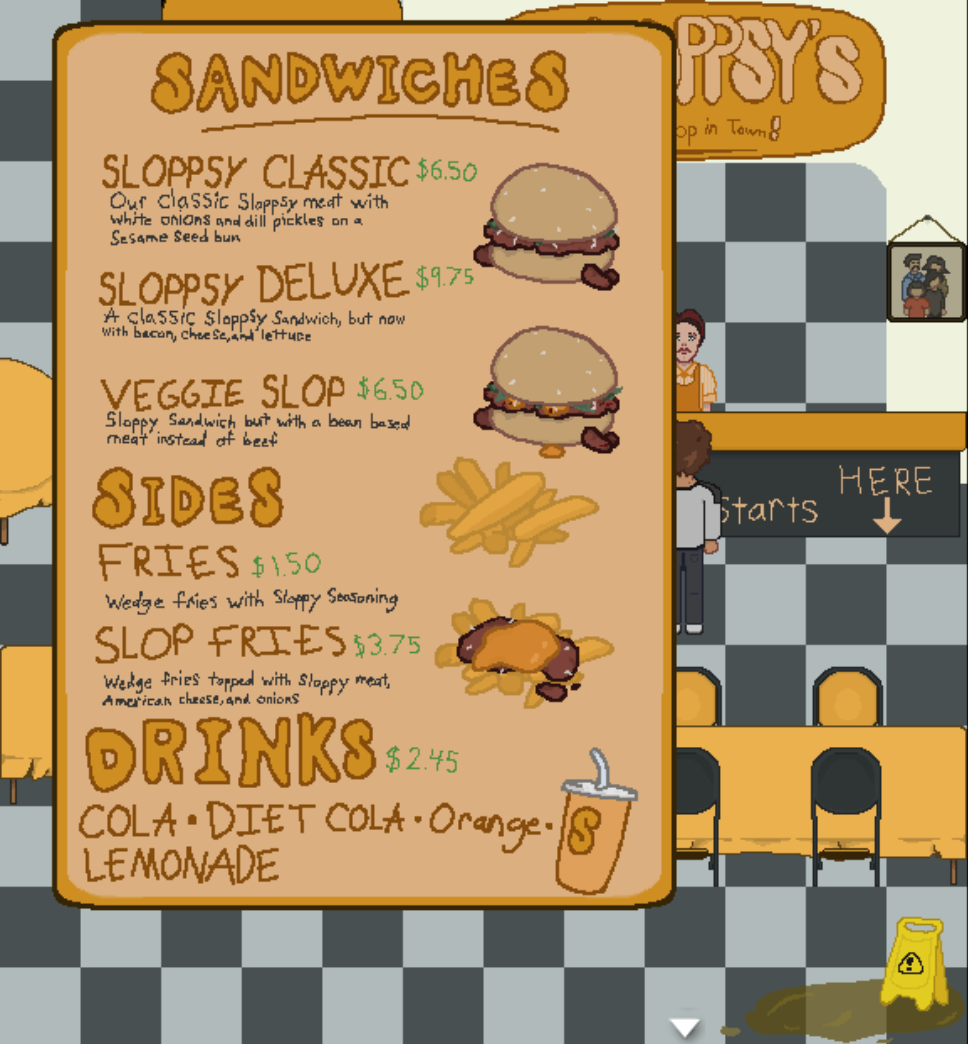 SANDWICHES
SLOPPSY CLASSIC $6.50
Our Classic Sloppsy meat with
white onions and dill pickles on a
Sesame Seed bun
SLOPPSY DELUXE $9.75
A Classic Sloppsy Sandwich, but now
with bacon, cheese, and lettuce
VEGGIE SLOP $6.50
Sloppy Sandwich but with a bean based
meat instead of beef
SIDES
FRIES $1.50
Wedge fries with Sloppy Seasoning
SLOP FRIES $3.75
Wedge fries topped with Sloppy meat,
American cheese, and onions
DRINKS $2.45
COLA • DIET COLA • Orange •
LEMONADE
S
PPSY'S
op in Town!
Starts HERE